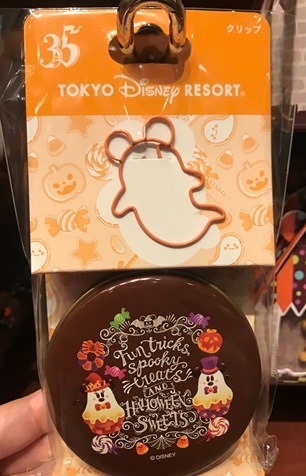 クリップ
35
TOKYO Disney RESORT®
Fun tricks,
spooky
treats
AND
HALLOWEEN
SWEETS
© DISNEY